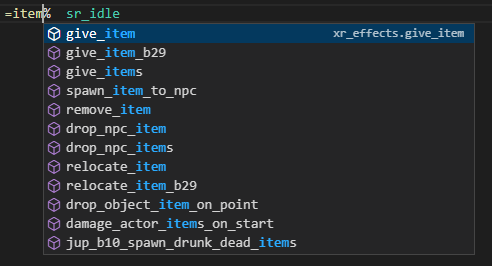 =item% sr_idle
give_item xr_effects.give_item
give_item_b29
give_items
spawn_item_to_npc
remove_item
drop_npc_item
drop_npc_items
relocate_item
relocate_item_b29
drop_object_item_on_point
damage_actor_items_on_start
jup_b10_spawn_drunk_dead_items